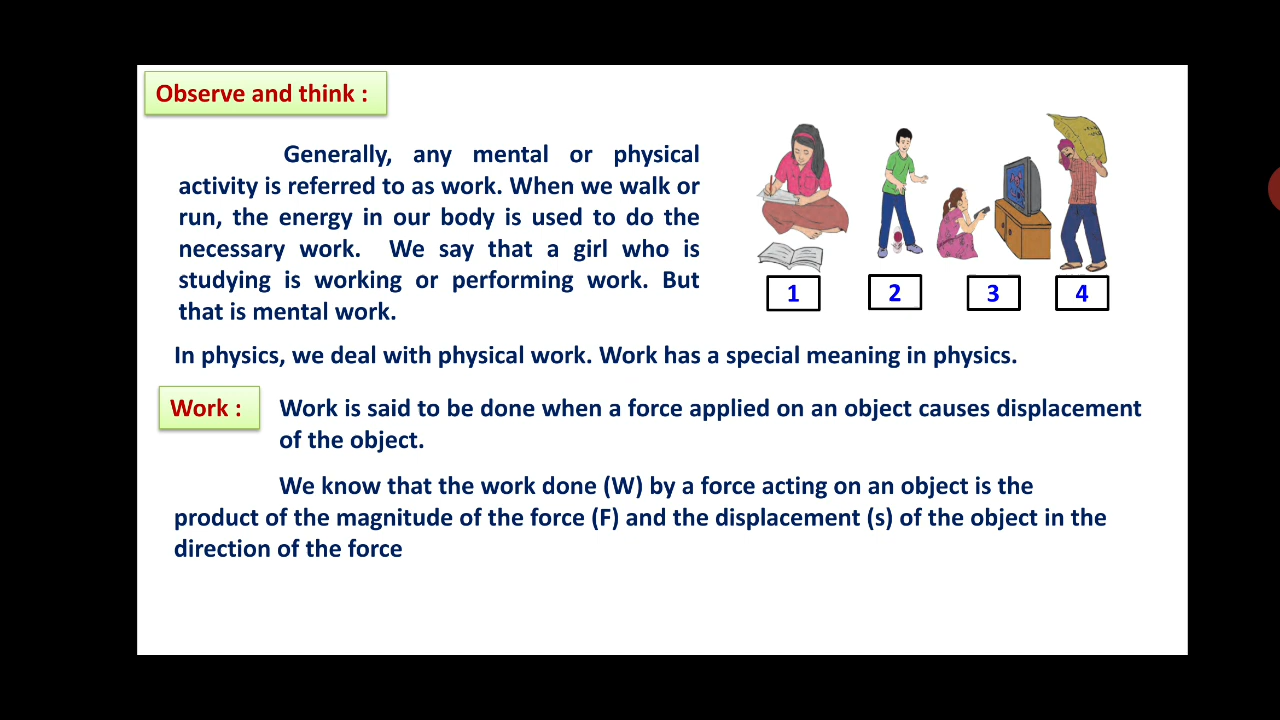 Observe and think :
Generally, any mental or physical
activity is referred to as work. When we walk or
run, the energy in our body is used to do the
necessary work. We say that a girl who is
studying is working or performing work. But
that is mental work.
1
2
3
4
In physics, we deal with physical work. Work has a special meaning in physics.
Work :
Work is said to be done when a force applied on an object causes displacement
of the object.
We know that the work done (W) by a force acting on an object is the
product of the magnitude of the force (F) and the displacement (s) of the object in the
direction of the force